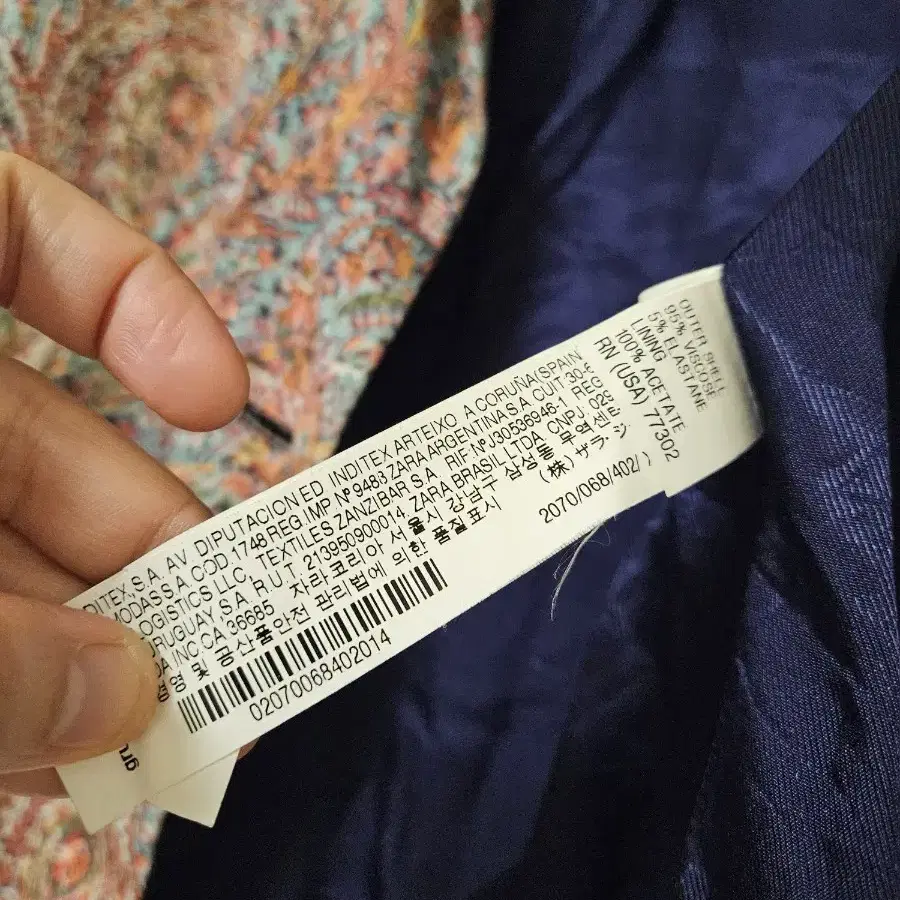 OUTER SHELL
95% VISCOSE
5% ELASTANE
LINING
100% ACETATE
RN (USA) 77302
DITEX,S.A. AV. DIPUTACION ED. INDITEX ARTEIXO A CORUNA(SPAIN
MODAS S.A. COD.1748 REG.IMP Nº9483 ZARA ARGENTINA S.A. CUIT:30-
LOGISTICS LLC, TEXTILES ZANZIBAR S.A. RIF:Nº J30536946-1 REG
URUGUAY,S.A. R.U.T. 213950900014, ZARA BRASIL LTDA. CNPJ: 02
INC CA 36685 자라코리아 서울시 강남구 삼성동 무역센터
및 공산품안전 관리법에 의한 품질표시 (株) ザラ・ジ
2070/068/402/
02070068402014